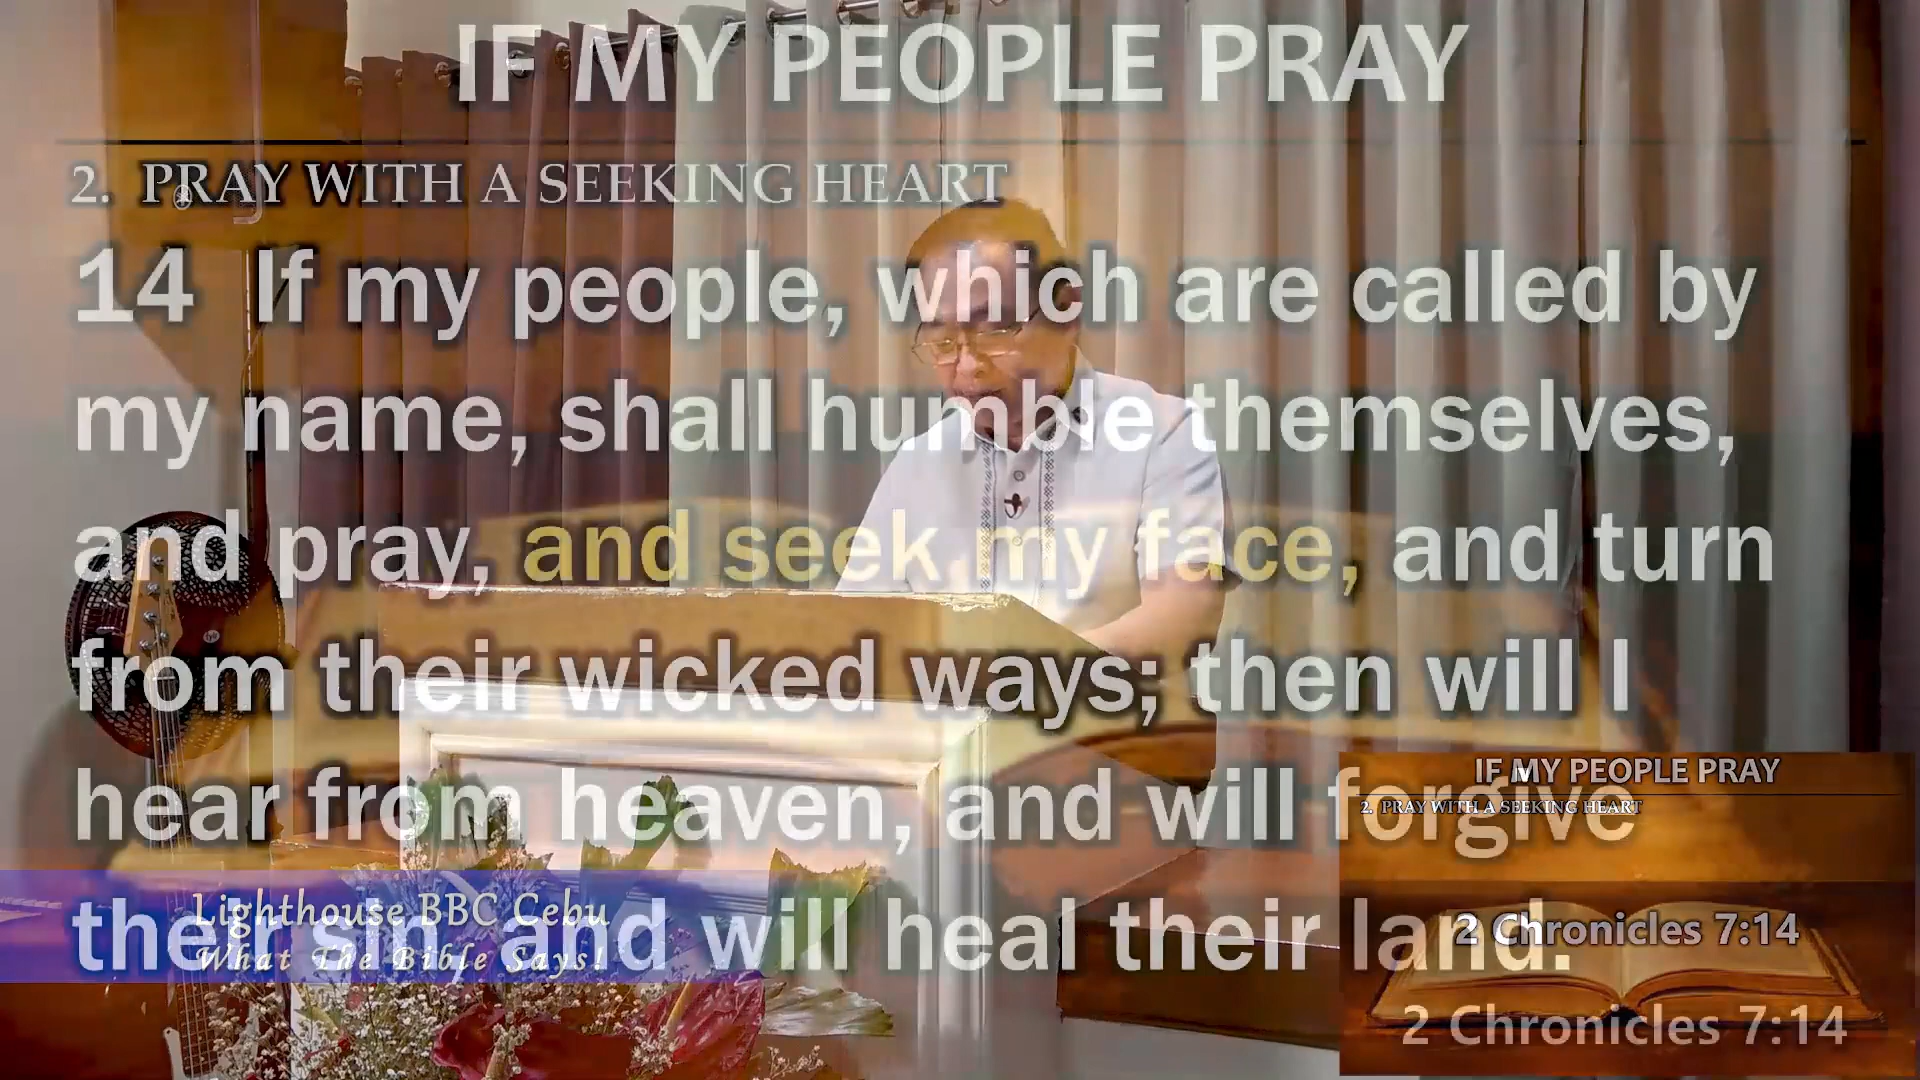 IF MY PEOPLE PRAY
2. PRAY WITH A SEEKING HEART
14 If my people, which are called by
my name, shall humble themselves,
and pray, and seek my face, and turn
from their wicked ways; then will I
hear from heaven, and will forgive
their sin, and will heal their land.
2 Chronicles 7:14
Lighthouse BBC Cebu
What The Bible Says!
IF MY PEOPLE PRAY
2. PRAY WITH A SEEKING HEART
2 Chronicles 7:14